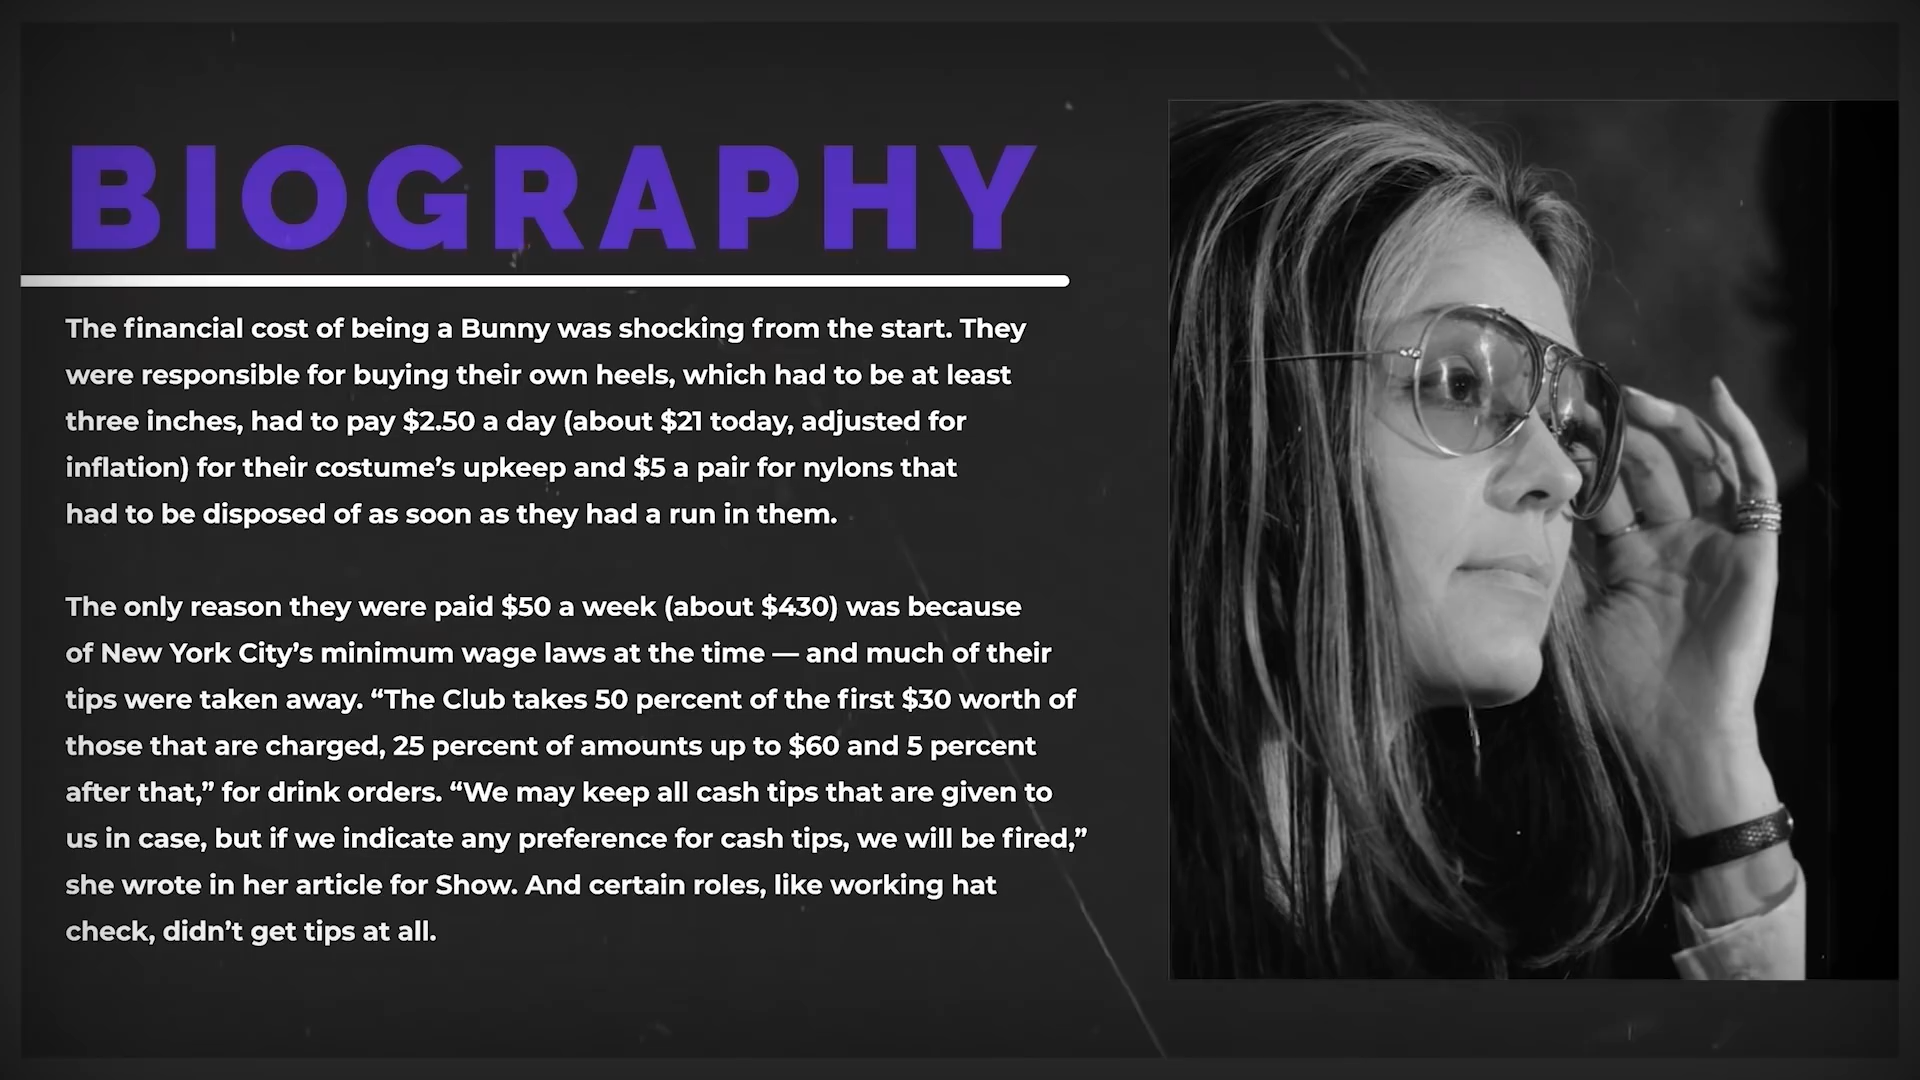 BIOGRAPHY
The financial cost of being a Bunny was shocking from the start. They
were responsible for buying their own heels, which had to be at least
three inches, had to pay $2.50 a day (about $21 today, adjusted for
inflation) for their costume’s upkeep and $5 a pair for nylons that
had to be disposed of as soon as they had a run in them.
The only reason they were paid $50 a week (about $430) was because
of New York City’s minimum wage laws at the time — and much of their
tips were taken away. “The Club takes 50 percent of the first $30 worth of
those that are charged, 25 percent of amounts up to $60 and 5 percent
after that,” for drink orders. “We may keep all cash tips that are given to
us in case, but if we indicate any preference for cash tips, we will be fired,”
she wrote in her article for Show. And certain roles, like working hat
check, didn’t get tips at all.